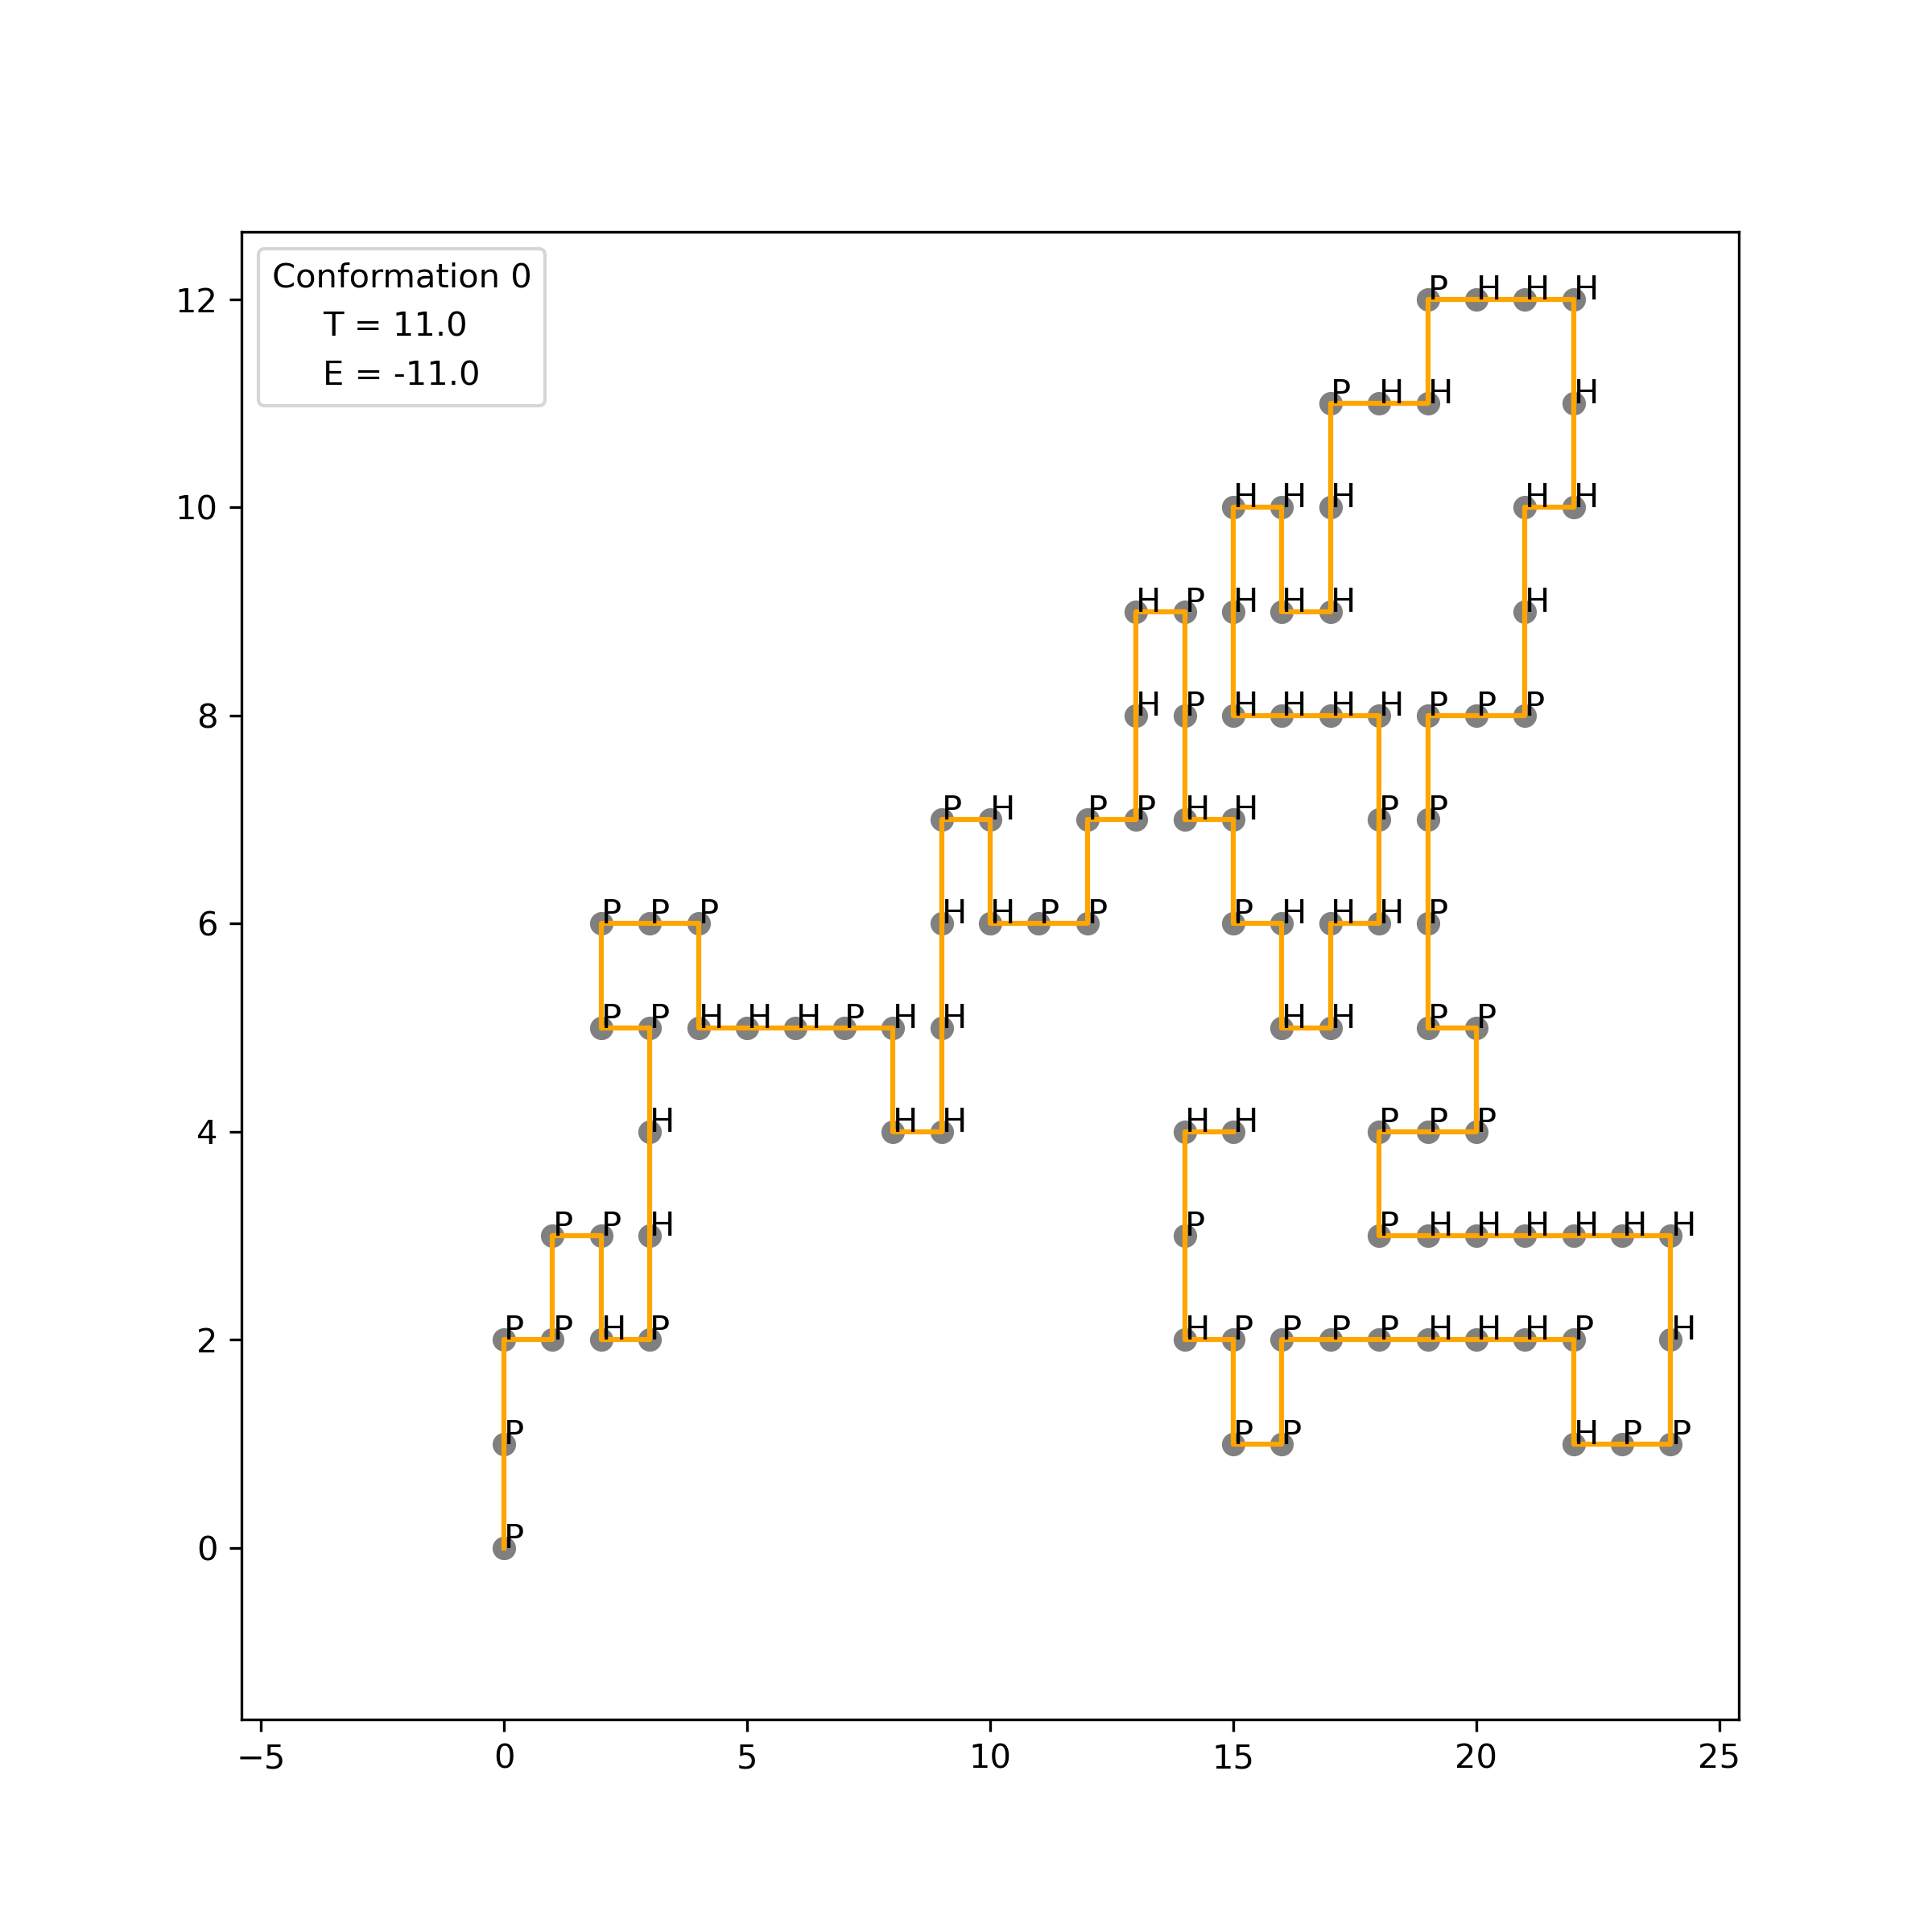 Conformation 0
T = 11.0
E = -11.0
P H H H
12
P H H H
H H H H H
10
H P H H H H
H P H H H H P P P
8
P H P P H H P P
P P P H H P P P H H H P
6
P P H H H P H H H H P P
H H H H H P P P
4
P P H P P H H H H H H
P P H P H P P P P H H H P H
2
P P P H P P
P
0
−5 0 5 10 15 20 25